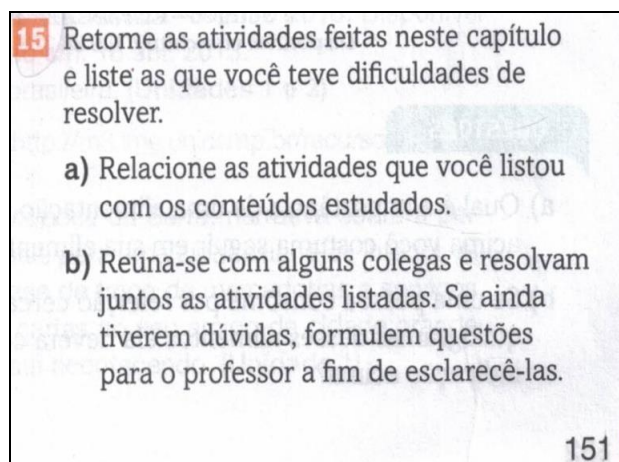 15 Retome as atividades feitas neste capítulo
e liste as que você teve dificuldades de
resolver.
a) Relacione as atividades que você listou
com os conteúdos estudados.
b) Reúna-se com alguns colegas e resolvam
juntos as atividades listadas. Se ainda
tiverem dúvidas, formulem questões
para o professor a fim de esclarecê-las.
151